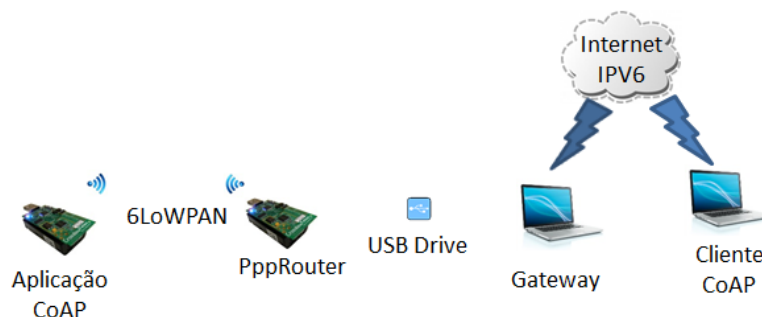 Internet
IPV6
6LoWPAN
Aplicação
CoAP
PppRouter
USB Drive
Gateway
Cliente
CoAP